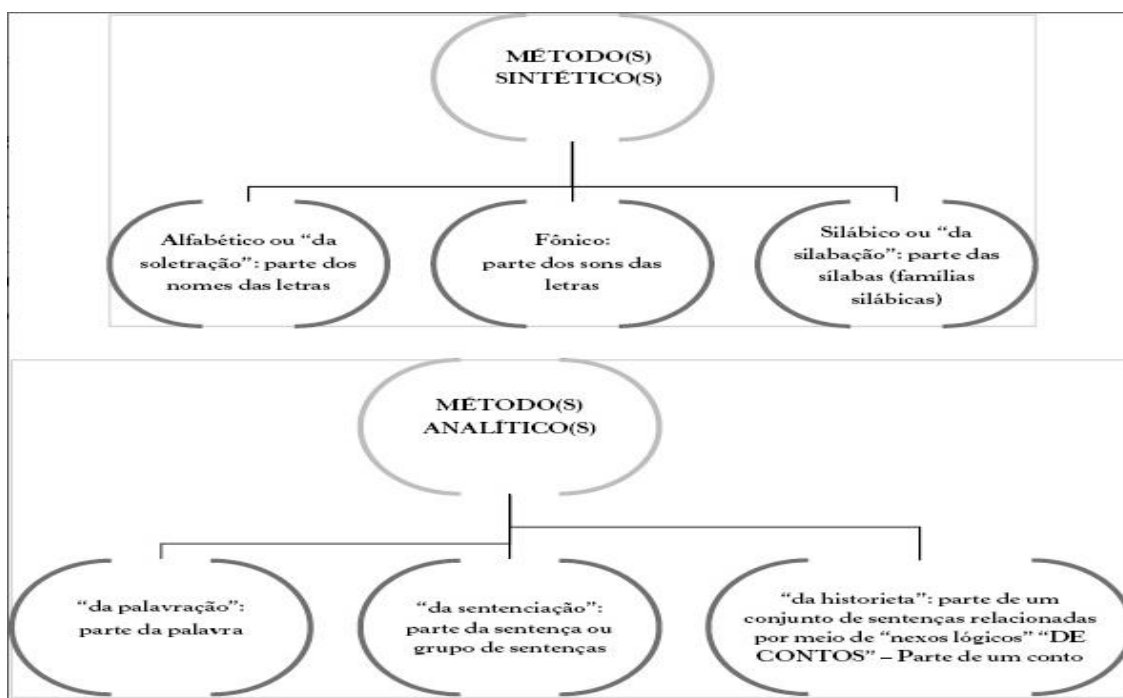 MÉTODO(S)
SINTÉTICO(S)
Alfabético ou “da
soletração”: parte dos
nomes das letras
Fônico:
parte dos sons das
letras
Silábico ou “da
silabação”: parte das
sílabas (famílias
silábicas)
MÉTODO(S)
ANALÍTICO(S)
“da palavração”:
parte da palavra
“da sentenciação”:
parte da sentença ou
grupo de sentenças
“da historieta”: parte de um
conjunto de sentenças relacionadas
por meio de “nexos lógicos” “DE
CONTOS” – Parte de um conto